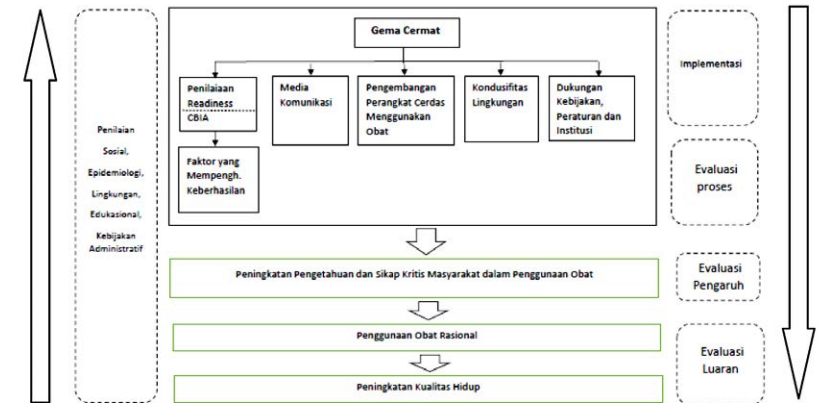 Gema Cermat
Penilaiaan
Readiness
CBIA
Media
Komunikasi
Pengembangan
Perangkat Cerdas
Menggunakan
Obat
Kondusifitas
Lingkungan
Dukungan
Kebijakan,
Peraturan dan
Institusi
Faktor yang
Mempengh.
Keberhasilan
Penilaian
Sosial,
Epidemiologi,
Lingkungan,
Edukasional,
Kebijakan
Administratif
Implementasi
Evaluasi
proses
Peningkatan Pengetahuan dan Sikap Kritis Masyarakat dalam Penggunaan Obat
Evaluasi
Pengaruh
Penggunaan Obat Rasional
Evaluasi
Luaran
Peningkatan Kualitas Hidup